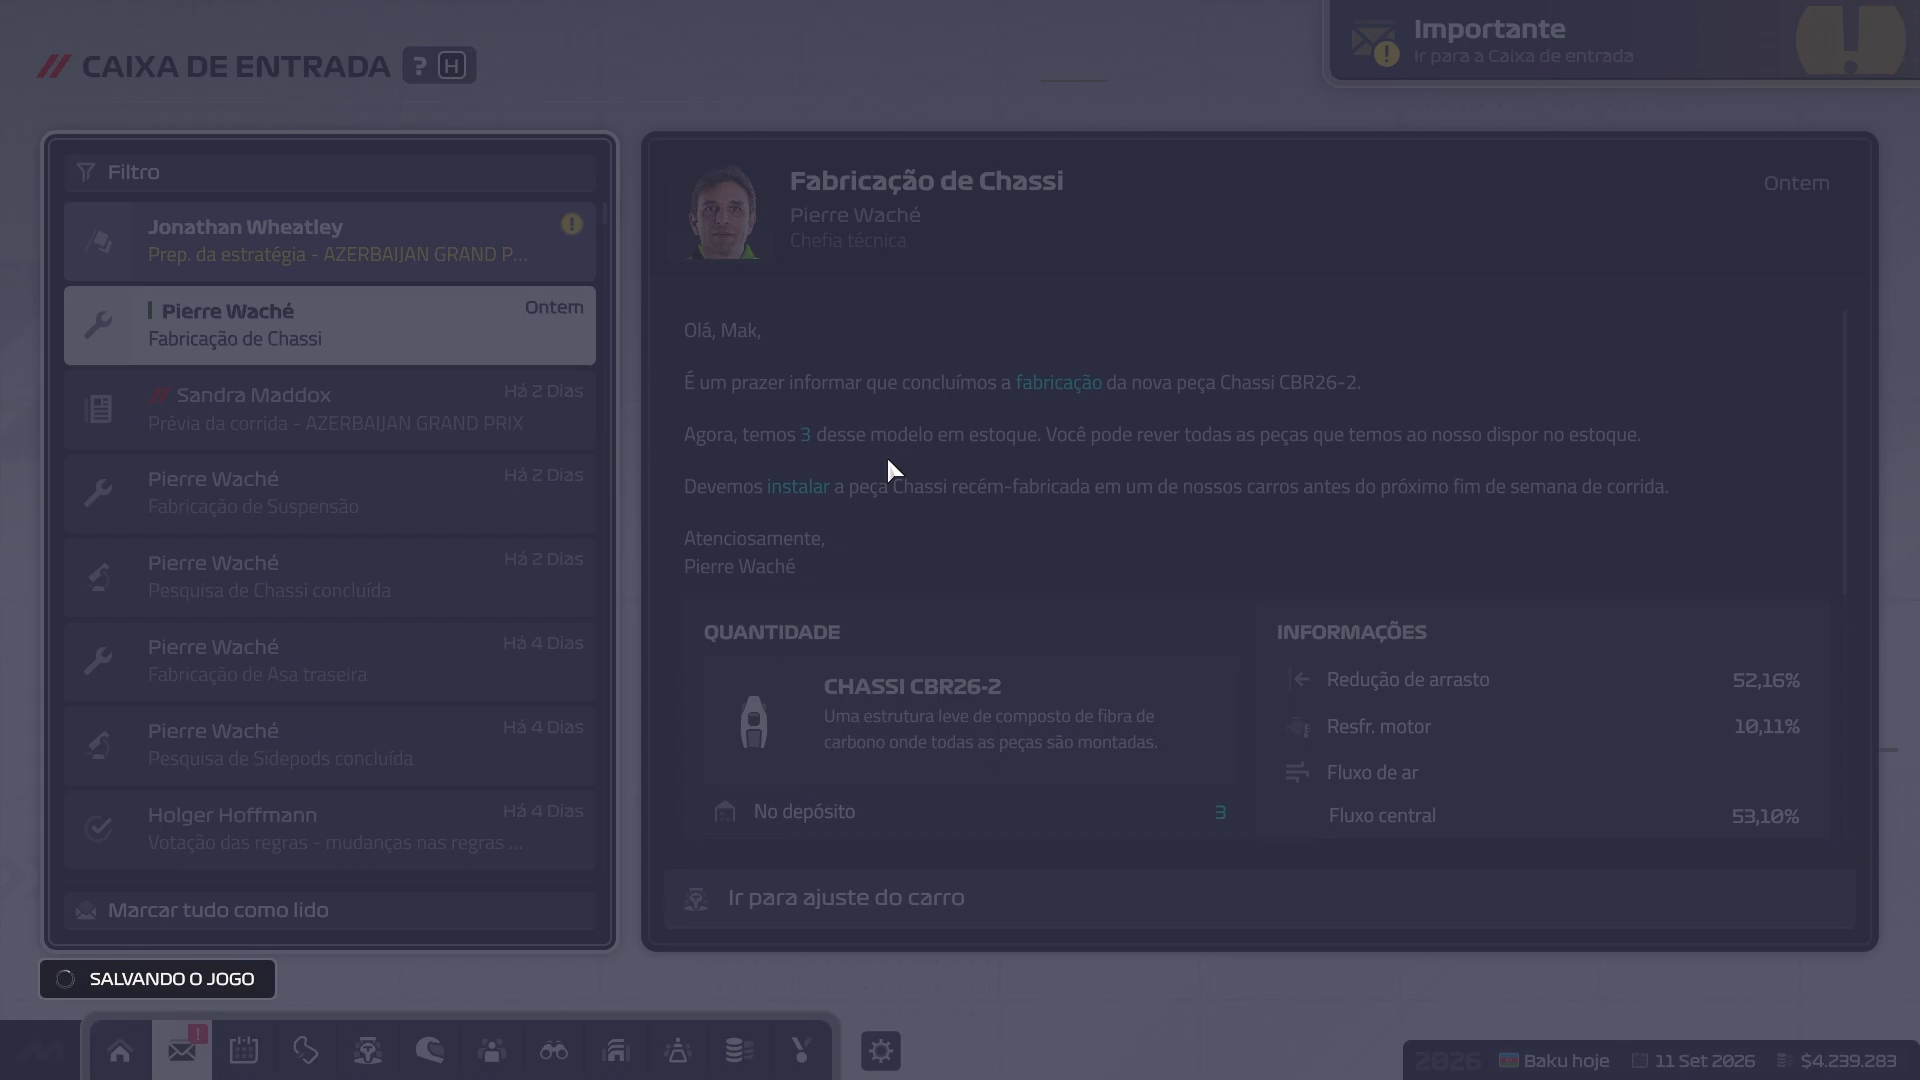 CAIXA DE ENTRADA ? H
Importante
Ir para a Caixa de entrada
Filtro
Jonathan Wheatley
Prep. da estratégia - AZERBAIJAN GRAND P...
Pierre Waché Ontem
Fabricação de Chassi
Sandra Maddox Há 2 Dias
Prévia da corrida - AZERBAIJAN GRAND PRIX
Pierre Waché Há 2 Dias
Fabricação de Suspensão
Pierre Waché Há 2 Dias
Pesquisa de Chassi concluída
Pierre Waché Há 4 Dias
Fabricação de Asa traseira
Pierre Waché Há 4 Dias
Pesquisa de Sidepods concluída
Holger Hoffmann Há 4 Dias
Votação das regras - mudanças nas regras ...
Marcar tudo como lido
Fabricação de Chassi Ontem
Pierre Waché
Chefia técnica
Olá, Mak,
É um prazer informar que concluímos a fabricação da nova peça Chassi CBR26-2.
Agora, temos 3 desse modelo em estoque. Você pode rever todas as peças que temos ao nosso dispor no estoque.
Devemos instalar a peça Chassi recém-fabricada em um de nossos carros antes do próximo fim de semana de corrida.
Atenciosamente,
Pierre Waché
QUANTIDADE
CHASSI CBR26-2
Uma estrutura leve de composto de fibra de
carbono onde todas as peças são montadas.
No depósito 3
INFORMAÇÕES
Redução de arrasto 52,16%
Resfr. motor 10,11%
Fluxo de ar
Fluxo central 53,10%
Ir para ajuste do carro
SALVANDO O JOGO
2026 Baku hoje 11 Set 2026 $4.239.283